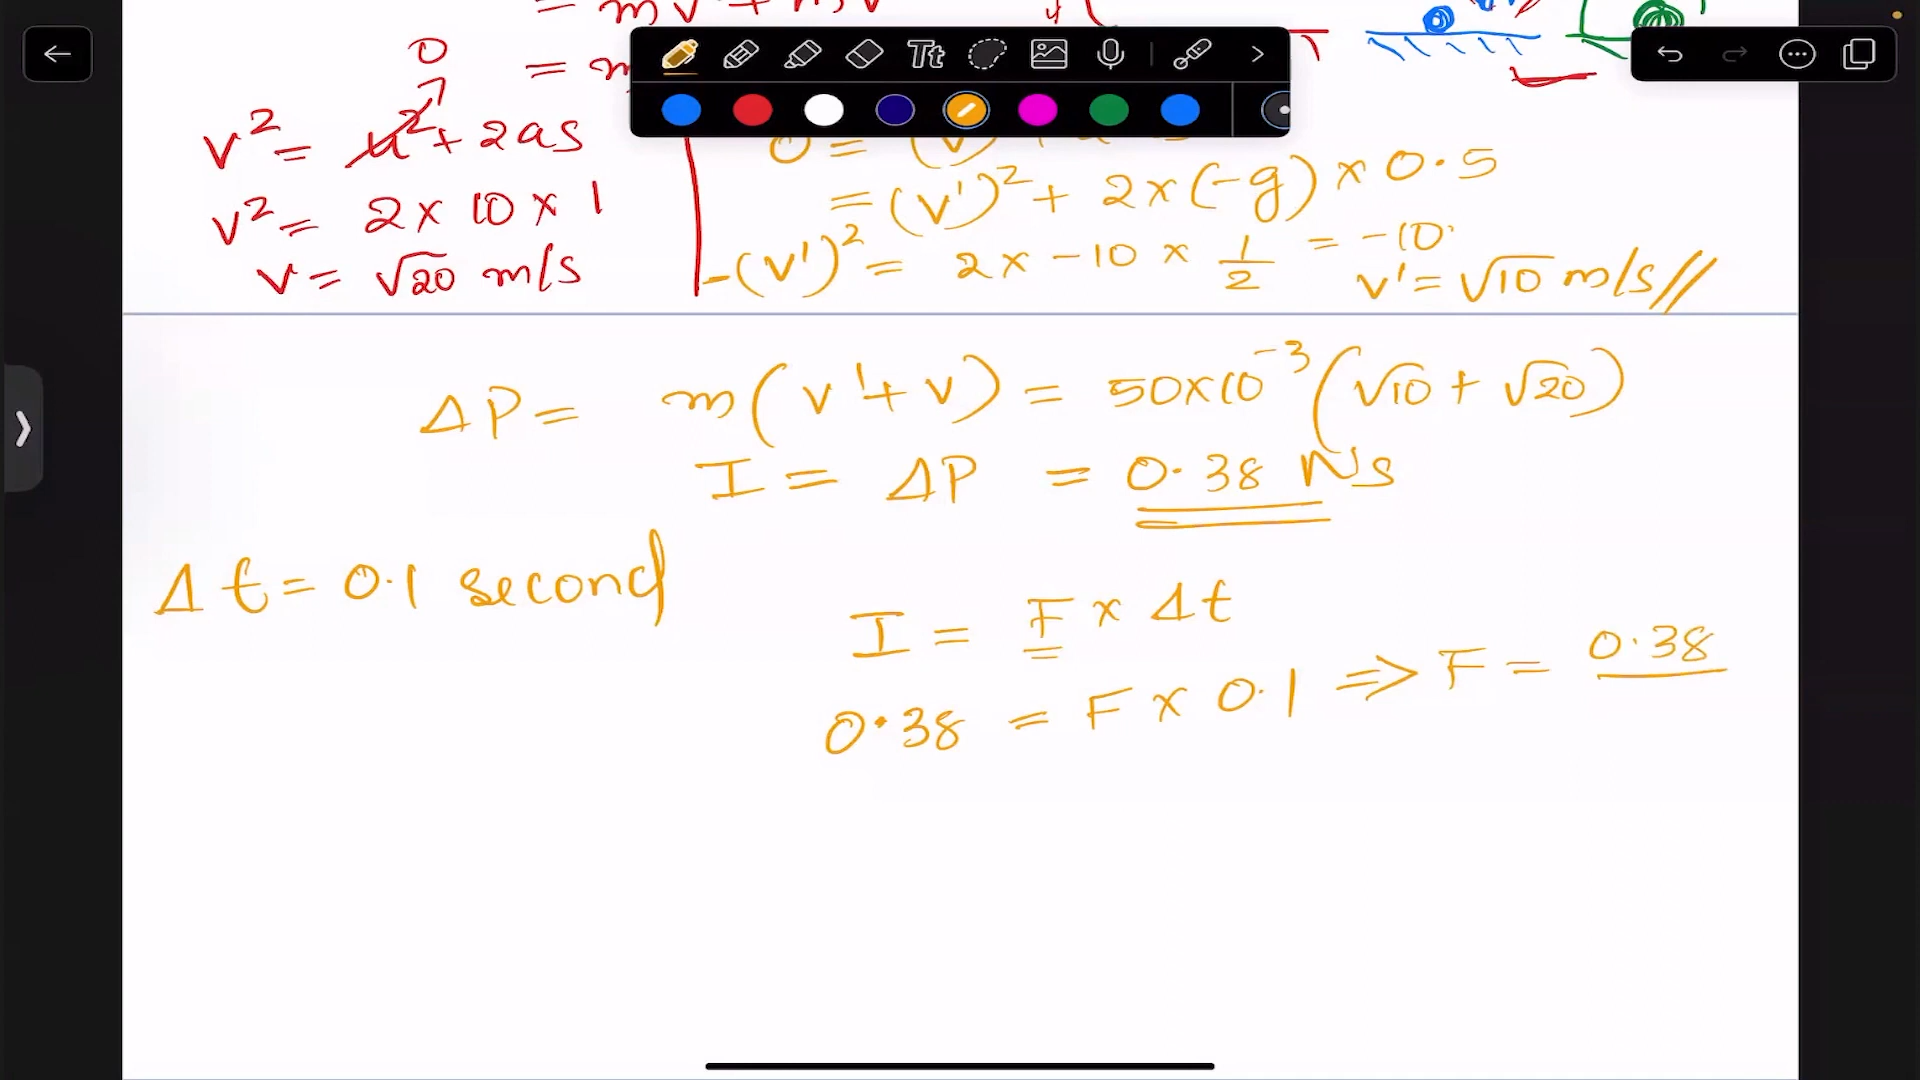 0
v² = u² + 2as
v² = 2 × 10 × 1
v = √20 m/s
Tt
= (v')² + 2×(-g) × 0.5
-(v')² = 2× -10 × 1/2 = -10
v' = √10 m/s//
ΔP = m(v'+v) = 50×10⁻³(√10 + √20)
I = ΔP = 0.38 Ns
Δt = 0.1 second
I = F × Δt
0.38 = F × 0.1 ⇒ F = 0.38